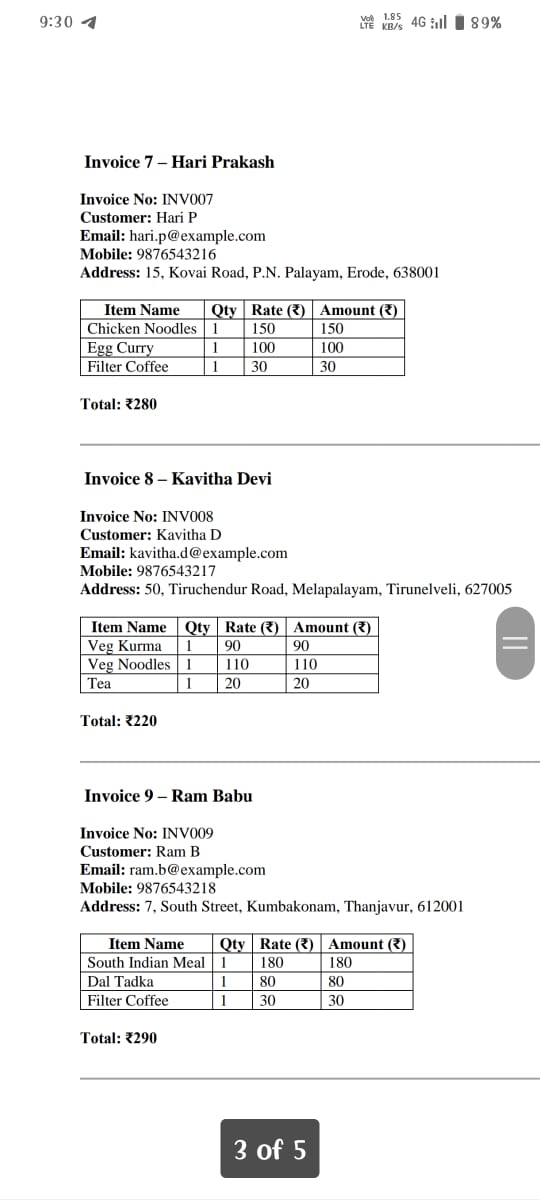 9:30
Vo) LTE 1.85 KB/s 4G 89%
Invoice 7 – Hari Prakash
Invoice No: INV007
Customer: Hari P
Email: hari.p@example.com
Mobile: 9876543216
Address: 15, Kovai Road, P.N. Palayam, Erode, 638001
Item Name Qty Rate (₹) Amount (₹)
Chicken Noodles 1 150 150
Egg Curry 1 100 100
Filter Coffee 1 30 30
Total: ₹280
Invoice 8 – Kavitha Devi
Invoice No: INV008
Customer: Kavitha D
Email: kavitha.d@example.com
Mobile: 9876543217
Address: 50, Tiruchendur Road, Melapalayam, Tirunelveli, 627005
Item Name Qty Rate (₹) Amount (₹)
Veg Kurma 1 90 90
Veg Noodles 1 110 110
Tea 1 20 20
Total: ₹220
Invoice 9 – Ram Babu
Invoice No: INV009
Customer: Ram B
Email: ram.b@example.com
Mobile: 9876543218
Address: 7, South Street, Kumbakonam, Thanjavur, 612001
Item Name Qty Rate (₹) Amount (₹)
South Indian Meal 1 180 180
Dal Tadka 1 80 80
Filter Coffee 1 30 30
Total: ₹290
3 of 5